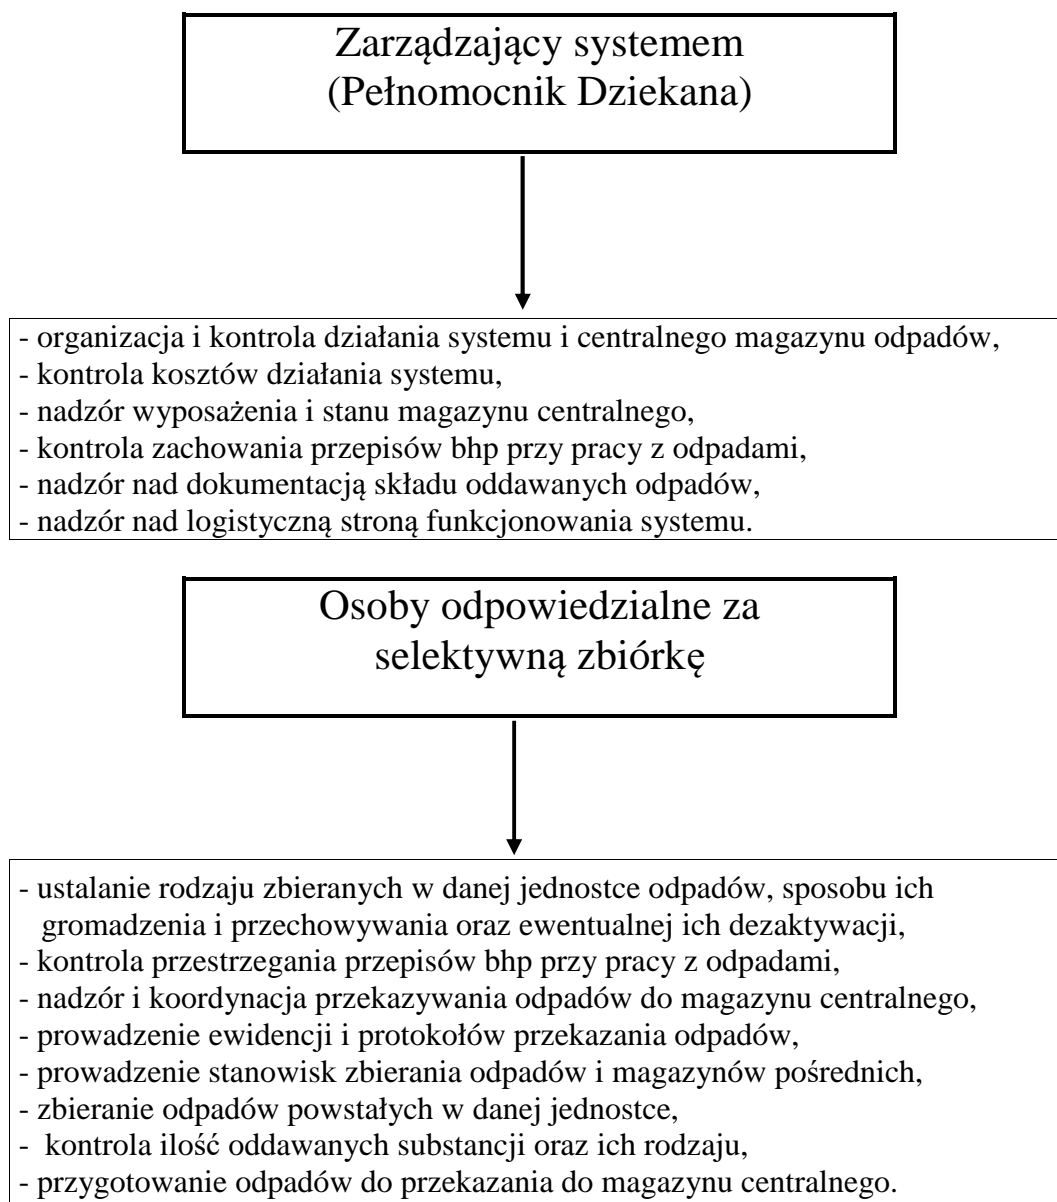 Zarządzający systemem
(Pełnomocnik Dziekana)
- organizacja i kontrola działania systemu i centralnego magazynu odpadów,
- kontrola kosztów działania systemu,
- nadzór wyposażenia i stanu magazynu centralnego,
- kontrola zachowania przepisów bhp przy pracy z odpadami,
- nadzór nad dokumentacją składu oddawanych odpadów,
- nadzór nad logistyczną stroną funkcjonowania systemu.
Osoby odpowiedzialne za
selektywną zbiórkę
- ustalanie rodzaju zbieranych w danej jednostce odpadów, sposobu ich
gromadzenia i przechowywania oraz ewentualnej ich dezaktywacji,
- kontrola przestrzegania przepisów bhp przy pracy z odpadami,
- nadzór i koordynacja przekazywania odpadów do magazynu centralnego,
- prowadzenie ewidencji i protokołów przekazania odpadów,
- prowadzenie stanowisk zbierania odpadów i magazynów pośrednich,
- zbieranie odpadów powstałych w danej jednostce,
- kontrola ilość oddawanych substancji oraz ich rodzaju,
- przygotowanie odpadów do przekazania do magazynu centralnego.